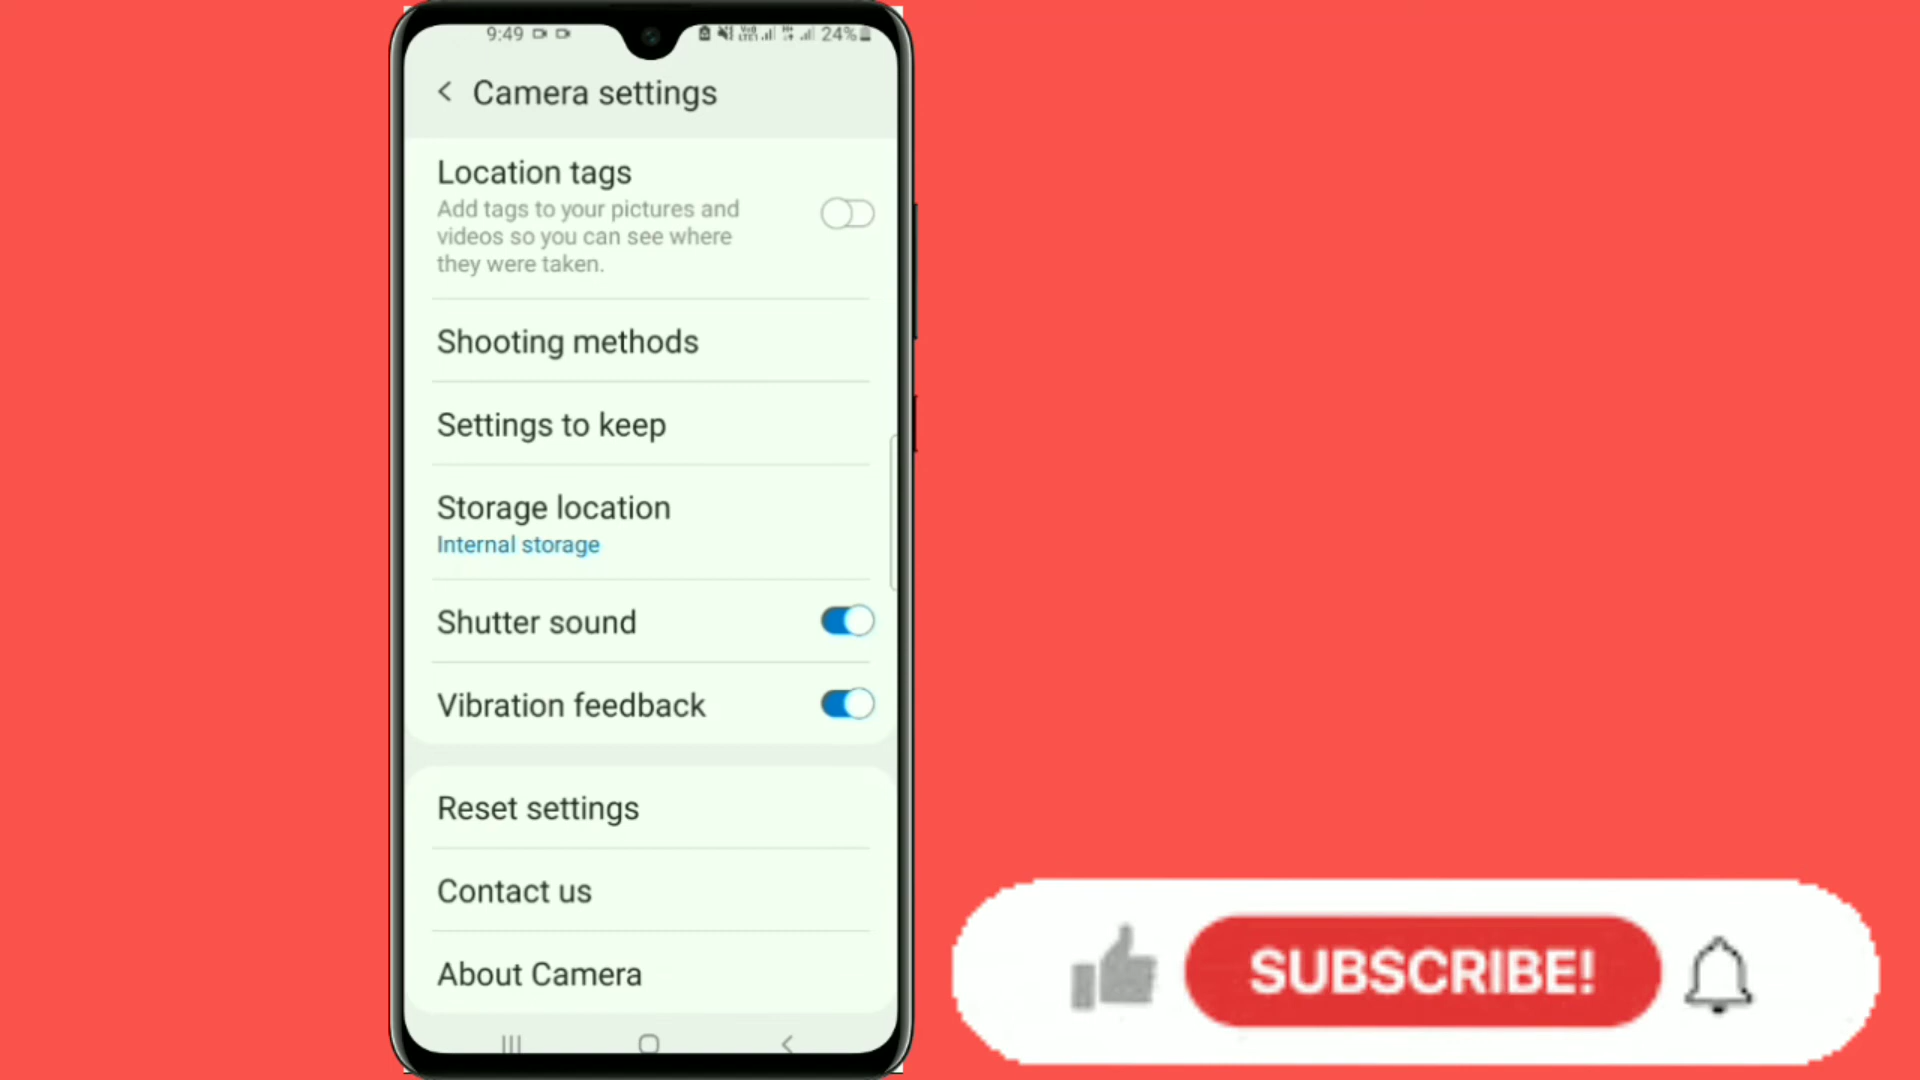 9:49 24%
Camera settings
Location tags
Add tags to your pictures and
videos so you can see where
they were taken.
Shooting methods
Settings to keep
Storage location
Internal storage
Shutter sound
Vibration feedback
Reset settings
Contact us
About Camera
SUBSCRIBE!